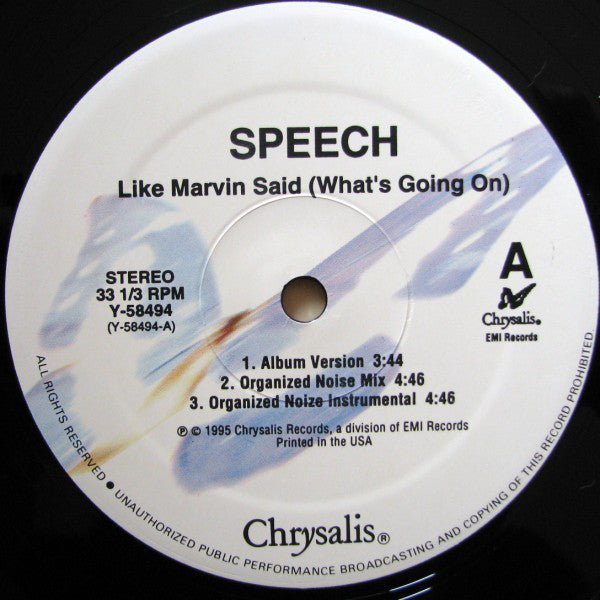 SPEECH
Like Marvin Said (What's Going On)
STEREO
33 1/3 RPM
Y-58494
(Y-58494-A)
A
Chrysalis®
EMI Records
1. Album Version 3:44
2. Organized Noise Mix 4:46
3. Organized Noize Instrumental 4:46
℗ © 1995 Chrysalis Records, a division of EMI Records
Printed in the USA
Chrysalis®
ALL RIGHTS RESERVED ● UNAUTHORIZED PUBLIC PERFORMANCE BROADCASTING AND COPYING OF THIS RECORD PROHIBITED.